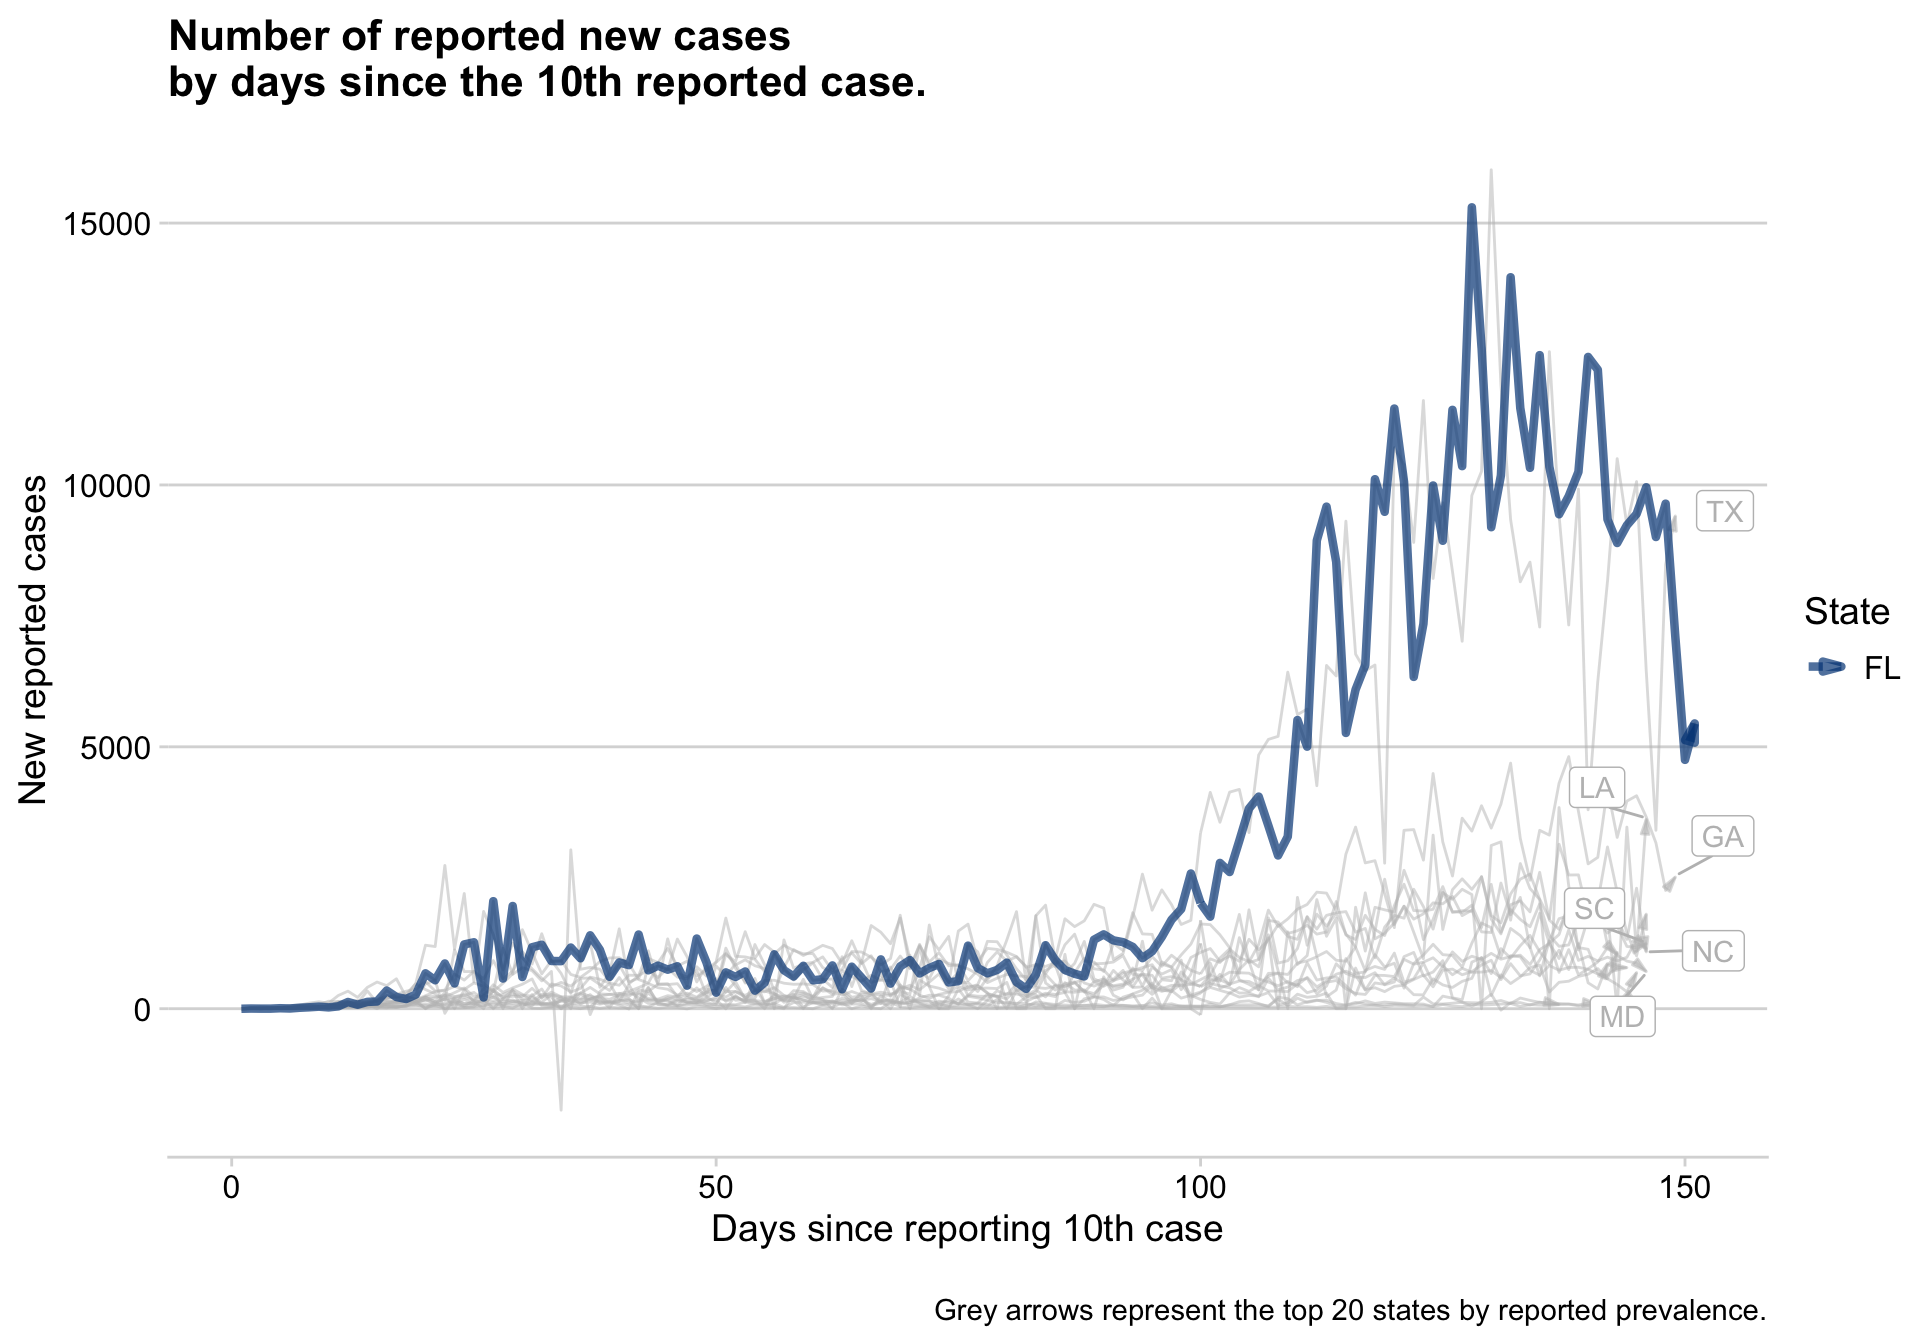 Number of reported new cases
by days since the 10th reported case.
New reported cases
15000
10000
5000
0
TX
LA
GA
SC
NC
MD
State
FL
0
50
100
150
Days since reporting 10th case
Grey arrows represent the top 20 states by reported prevalence.